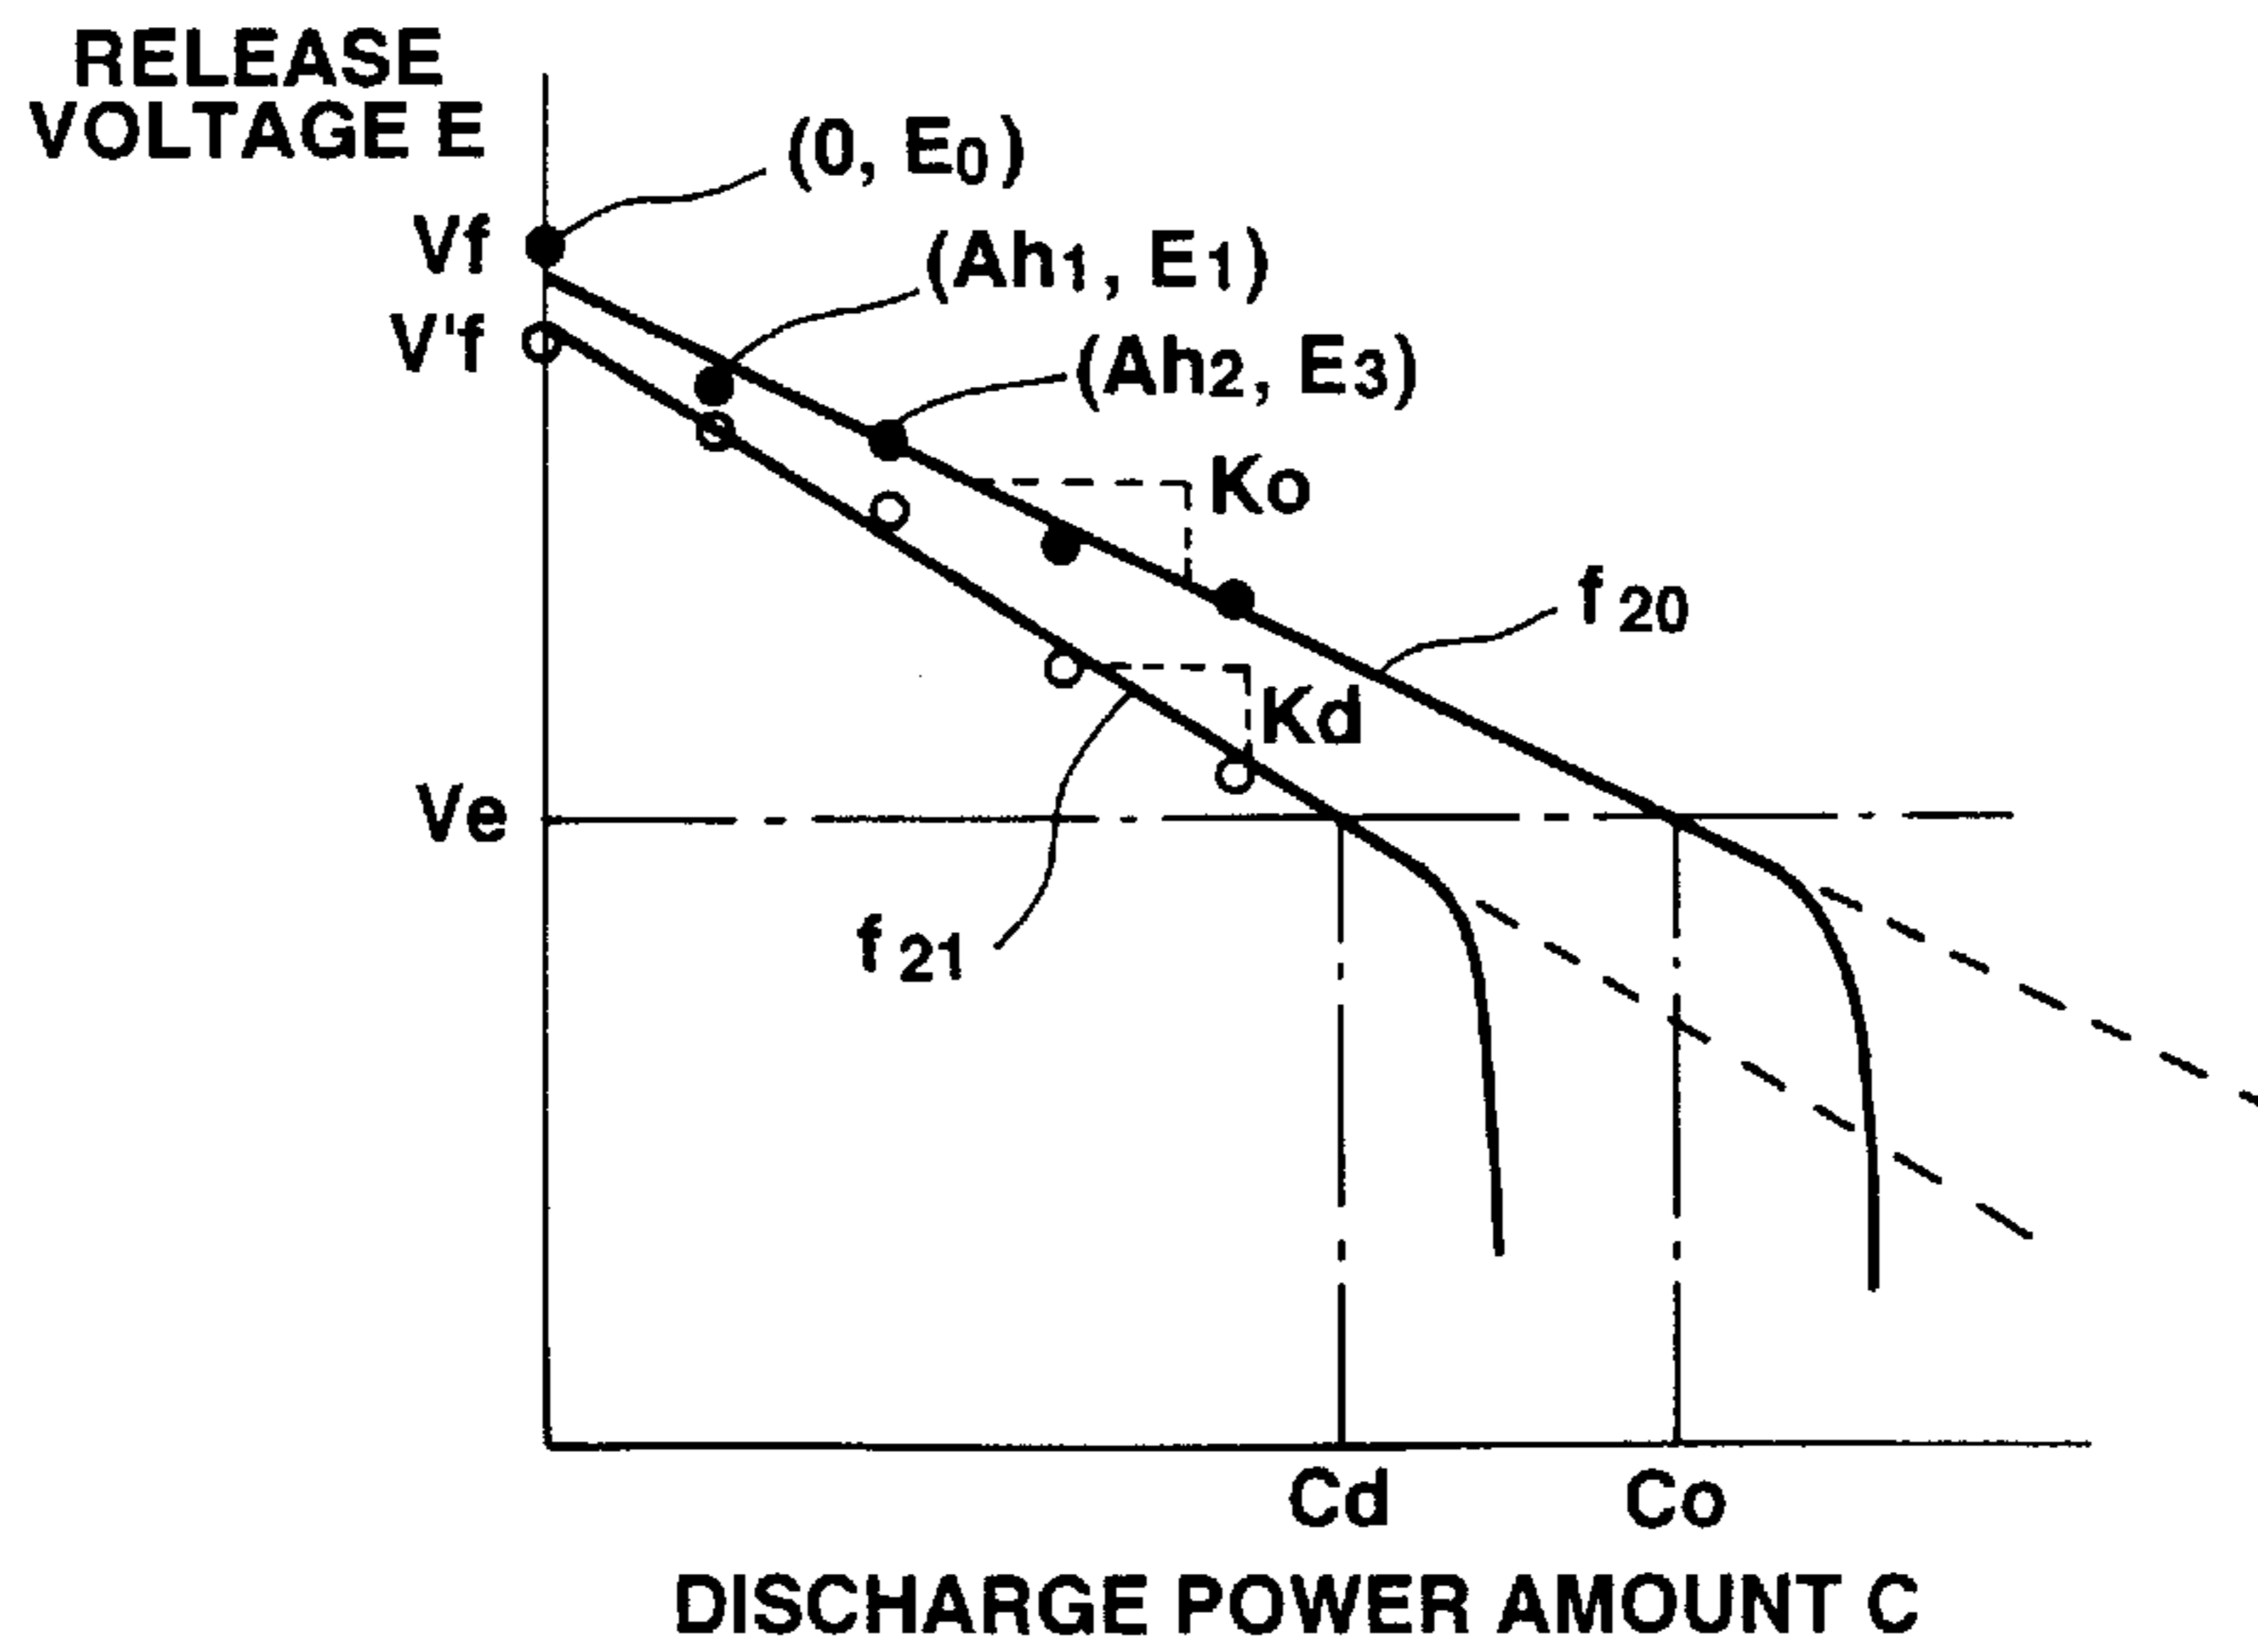 RELEASE
VOLTAGE E
(0, E0)
Vf
(Ah1, E1)
V'f
(Ah2, E3)
Ko
f20
Kd
Ve
f21
Cd
Co
DISCHARGE POWER AMOUNT C